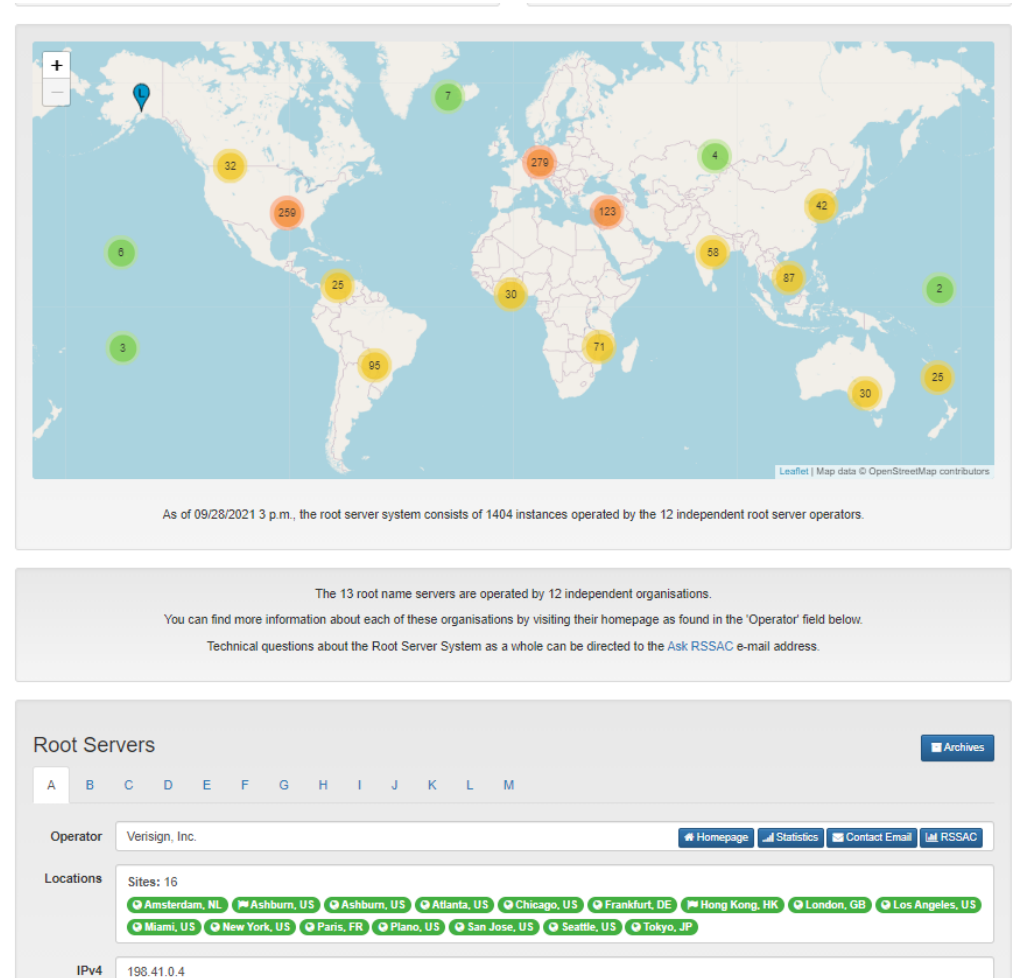 +
−
L
7
32
279
4
259
123
42
6
58
25
87
30
2
3
71
95
25
30
Leaflet | Map data © OpenStreetMap contributors
As of 09/28/2021 3 p.m., the root server system consists of 1404 instances operated by the 12 independent root server operators.
The 13 root name servers are operated by 12 independent organisations.
You can find more information about each of these organisations by visiting their homepage as found in the 'Operator' field below.
Technical questions about the Root Server System as a whole can be directed to the Ask RSSAC e-mail address.
Root Servers
Archives
A B C D E F G H I J K L M
Operator Verisign, Inc. Homepage Statistics Contact Email RSSAC
Locations Sites: 16
Amsterdam, NL Ashburn, US Ashburn, US Atlanta, US Chicago, US Frankfurt, DE Hong Kong, HK London, GB Los Angeles, US
Miami, US New York, US Paris, FR Plano, US San Jose, US Seattle, US Tokyo, JP
IPv4 198.41.0.4